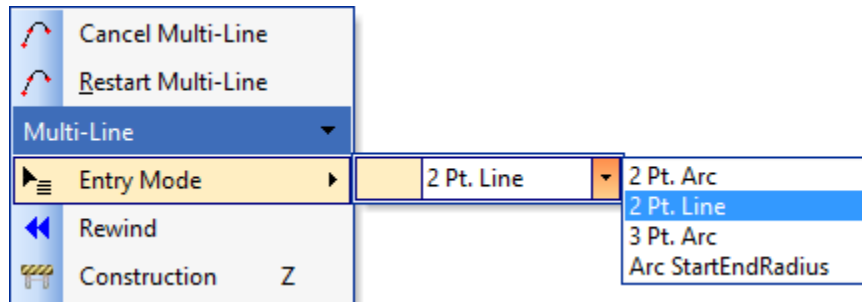 Cancel Multi-Line
Restart Multi-Line
Multi-Line
Entry Mode
2 Pt. Line
2 Pt. Arc
2 Pt. Line
3 Pt. Arc
Arc StartEndRadius
Rewind
Construction Z